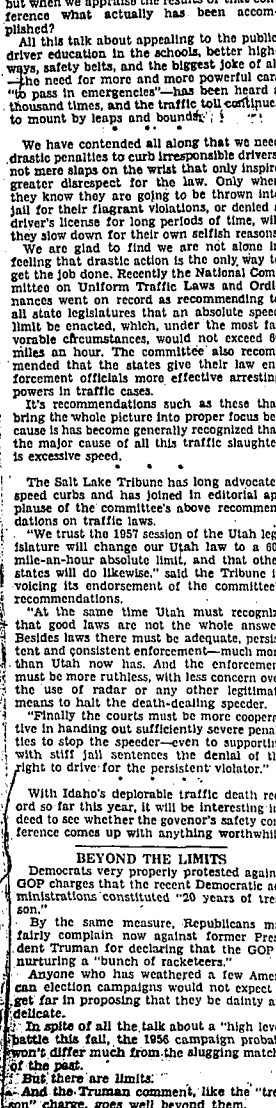 but when we appraise the results of that con-
ference what actually has been accom-
plished?
All this talk about appealing to the public
driver education in the schools, better high-
ways, safety belts, and the biggest joke of al
—the need for more and more powerful car
"to pass in emergencies"—has been heard a
thousand times, and the traffic toll continue
to mount by leaps and bounds.
* * *
We have contended all along that we nee
drastic penalties to curb irresponsible drivers
not mere slaps on the wrist that only inspir
greater disrespect for the law. Only whe
they know they are going to be thrown int
jail for their flagrant violations, or denied
driver's license for long periods of time, wil
they slow down for their own selfish reasons
We are glad to find we are not alone i
feeling that drastic action is the only way t
get the job done. Recently the National Com
mittee on Uniform Traffic Laws and Ordi
nances went on record as recommending t
all state legislatures that an absolute spee
limit be enacted, which, under the most fa
vorable circumstances, would not exceed 6
miles an hour. The committee also recom
mended that the states give their law en
forcement officials more effective arrestin
powers in traffic cases.
It's recommendations such as these tha
bring the whole picture into proper focus be
cause is has become generally recognized tha
the major cause of all this traffic slaughte
is excessive speed.
* * *
The Salt Lake Tribune has long advocate
speed curbs and has joined in editorial ap
plause of the committee's above recommen
dations on traffic laws.
"We trust the 1957 session of the Utah leg
islature will change our Utah law to a 60
mile-an-hour absolute limit, and that othe
states will do likewise," said the Tribune i
voicing its endorsement of the committee'
recommendations.
"At the same time Utah must recogniz
that good laws are not the whole answe
Besides laws there must be adequate, persis
tent and consistent enforcement—much mor
than Utah now has. And the enforcemen
must be more ruthless, with less concern ove
the use of radar or any other legitimat
means to halt the death-dealing speeder.
"Finally the courts must be more coopera
tive in handing out sufficiently severe pena
ties to stop the speeder—even to supportin
with stiff jail sentences the denial of th
right to drive for the persistent violator."
* * *
With Idaho's deplorable traffic death rec
ord so far this year, it will be interesting in
deed to see whether the govenor's safety con
ference comes up with anything worthwhil
BEYOND THE LIMITS
Democrats very properly protested again
GOP charges that the recent Democratic a
ministrations constituted "20 years of tre
son."
By the same measure, Republicans m
fairly complain now against former Pres
dent Truman for declaring that the GOP
nurturing a "bunch of racketeers."
Anyone who has weathered a few Ame
can election campaigns would not expect
get far in proposing that they be dainty a
delicate.
In spite of all the talk about a "high lev
battle this fall, the 1956 campaign proba
won't differ much from the slugging match
of the past.
But there are limits.
And the Truman comment, like the "tr
son" charge, goes well beyond them.